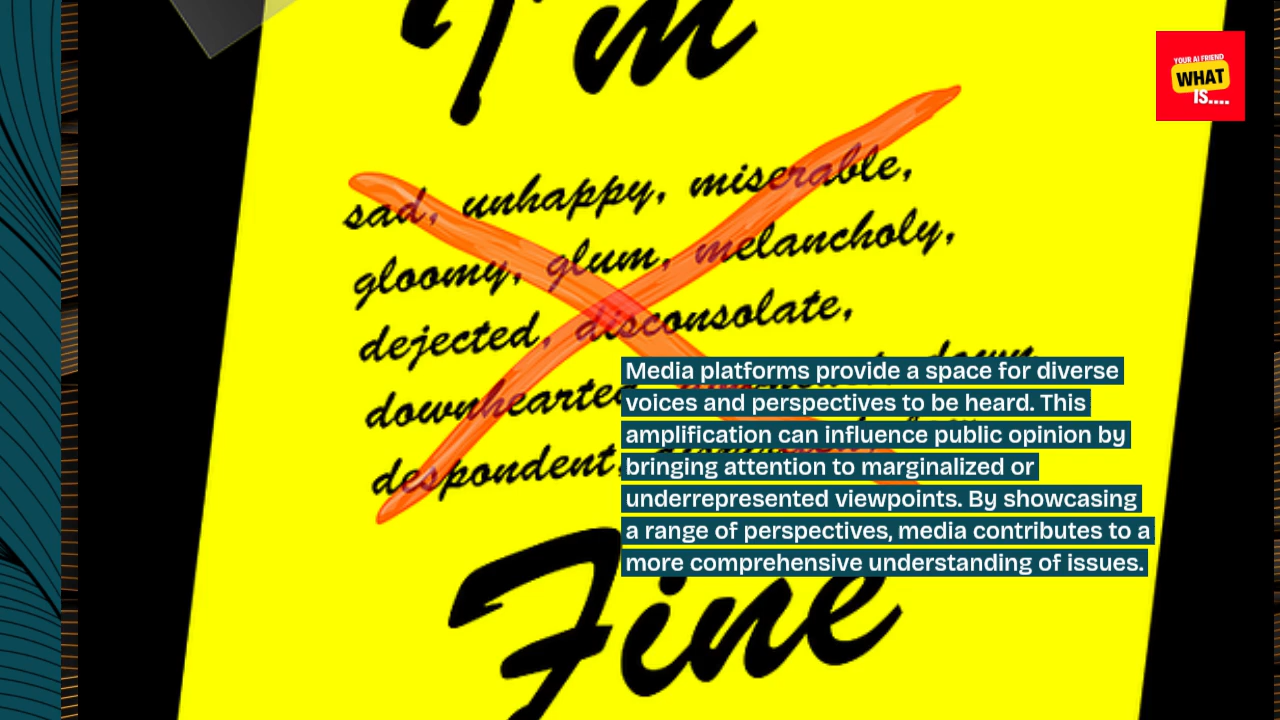 I'm
YOUR AI FRIEND
WHAT
IS....
sad, unhappy, miserable,
gloomy, glum, melancholy,
dejected, disconsolate,
downhearted
down
despondent,
Media platforms provide a space for diverse
voices and perspectives to be heard. This
amplification can influence public opinion by
bringing attention to marginalized or
underrepresented viewpoints. By showcasing
a range of perspectives, media contributes to a
more comprehensive understanding of issues.
Fine